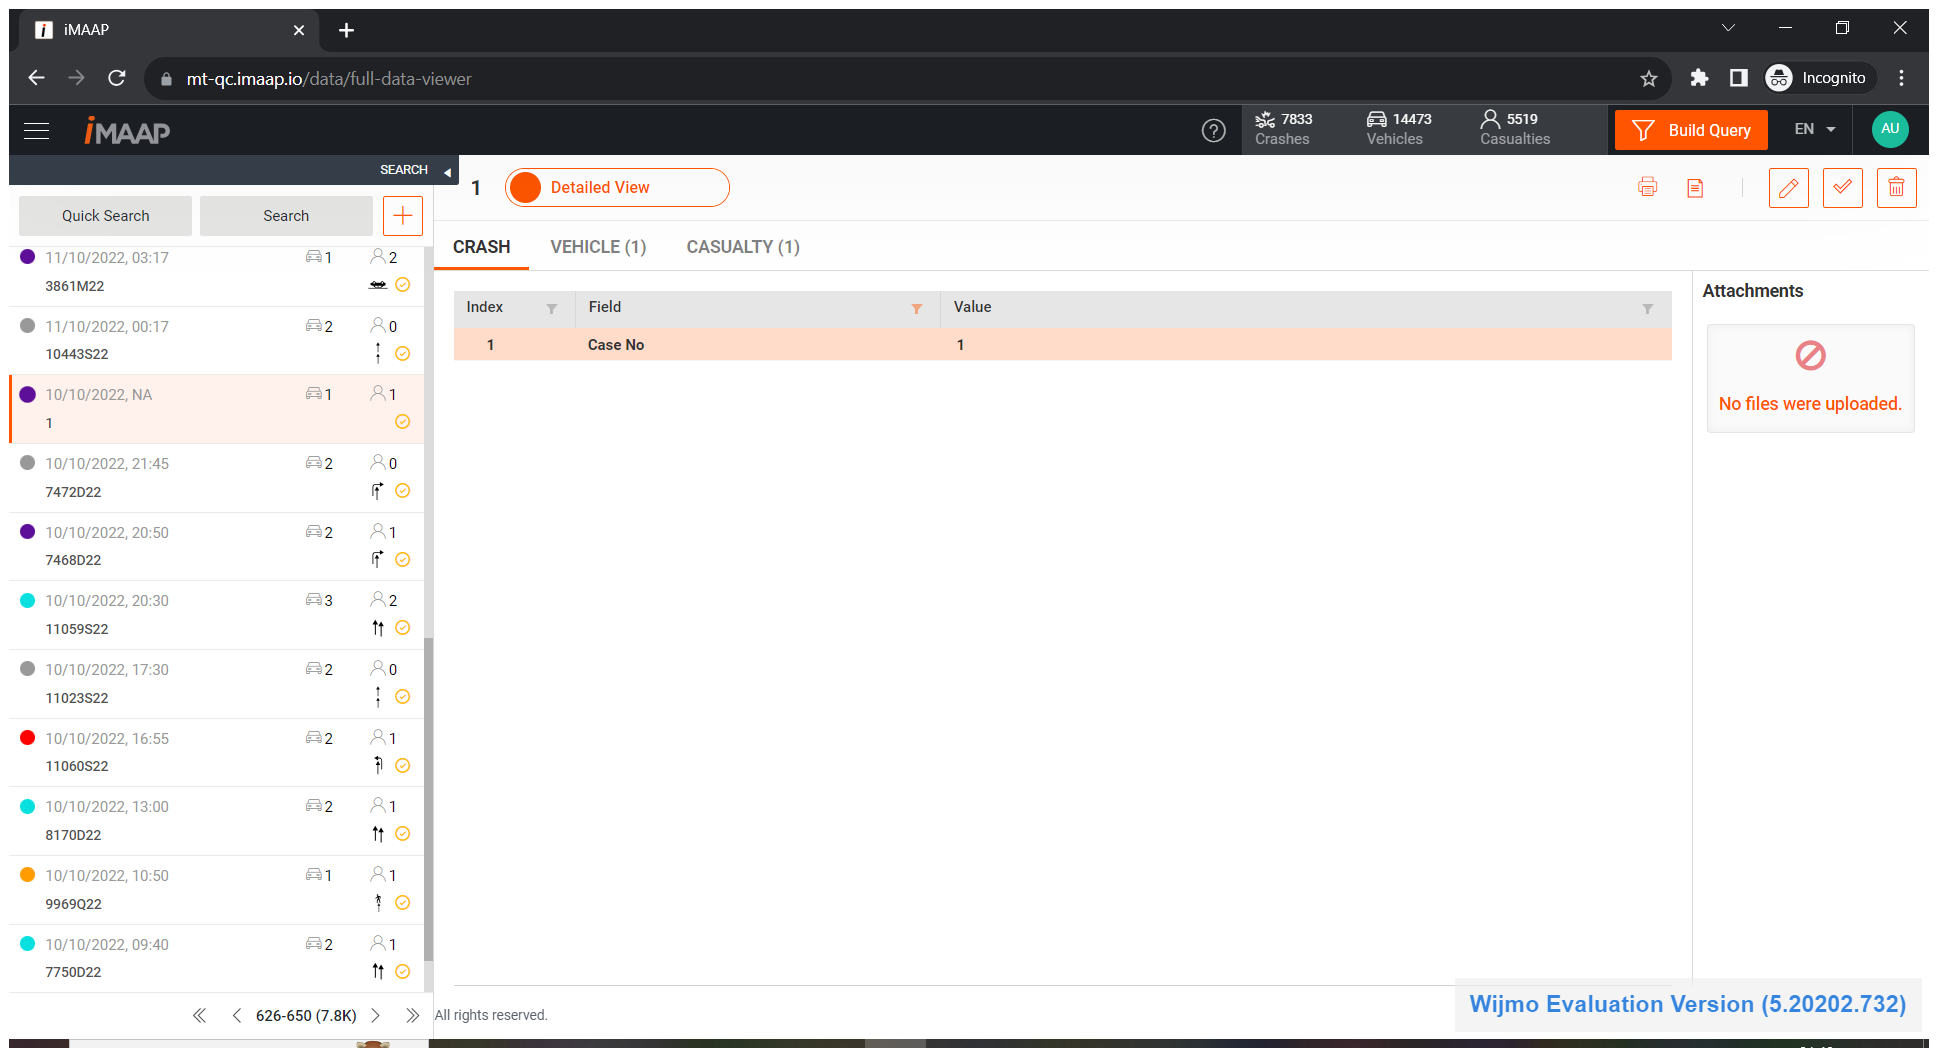 iMAAP
mt-qc.imaap.io/data/full-data-viewer
Incognito
iMAAP
7833
Crashes
14473
Vehicles
5519
Casualties
Build Query
EN
AU
SEARCH
1
Detailed View
Quick Search
Search
CRASH
VEHICLE (1)
CASUALTY (1)
11/10/2022, 03:17 1 2
3861M22
11/10/2022, 00:17 2 0
10443S22
10/10/2022, NA 1 1
1
10/10/2022, 21:45 2 0
7472D22
10/10/2022, 20:50 2 1
7468D22
10/10/2022, 20:30 3 2
11059S22
10/10/2022, 17:30 2 0
11023S22
10/10/2022, 16:55 2 1
11060S22
10/10/2022, 13:00 2 1
8170D22
10/10/2022, 10:50 1 1
9969Q22
10/10/2022, 09:40 2 1
7750D22
626-650 (7.8K)
Index Field Value
1 Case No 1
Attachments
No files were uploaded.
All rights reserved.
Wijmo Evaluation Version (5.20202.732)